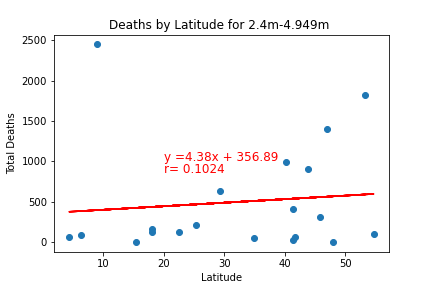 Deaths by Latitude for 2.4m-4.949m
2500
2000
1500
1000
500
0
Total Deaths
y =4.38x + 356.89
r= 0.1024
10 20 30 40 50
Latitude